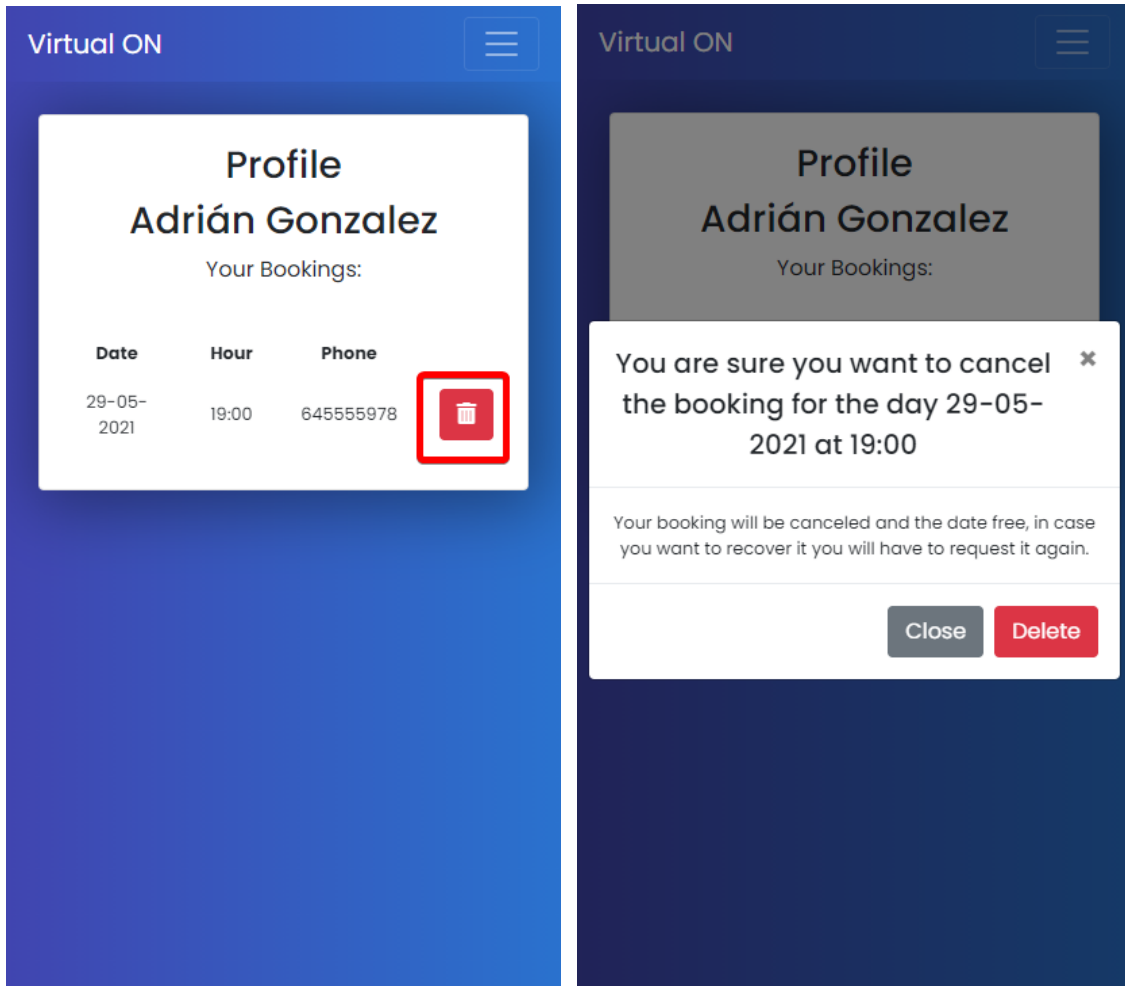 Virtual ON
Profile
Adrián Gonzalez
Your Bookings:
Date Hour Phone
29-05-
2021 19:00 645555978
Virtual ON
Profile
Adrián Gonzalez
Your Bookings:
You are sure you want to cancel
the booking for the day 29-05-
2021 at 19:00
Your booking will be canceled and the date free, in case
you want to recover it you will have to request it again.
Close Delete